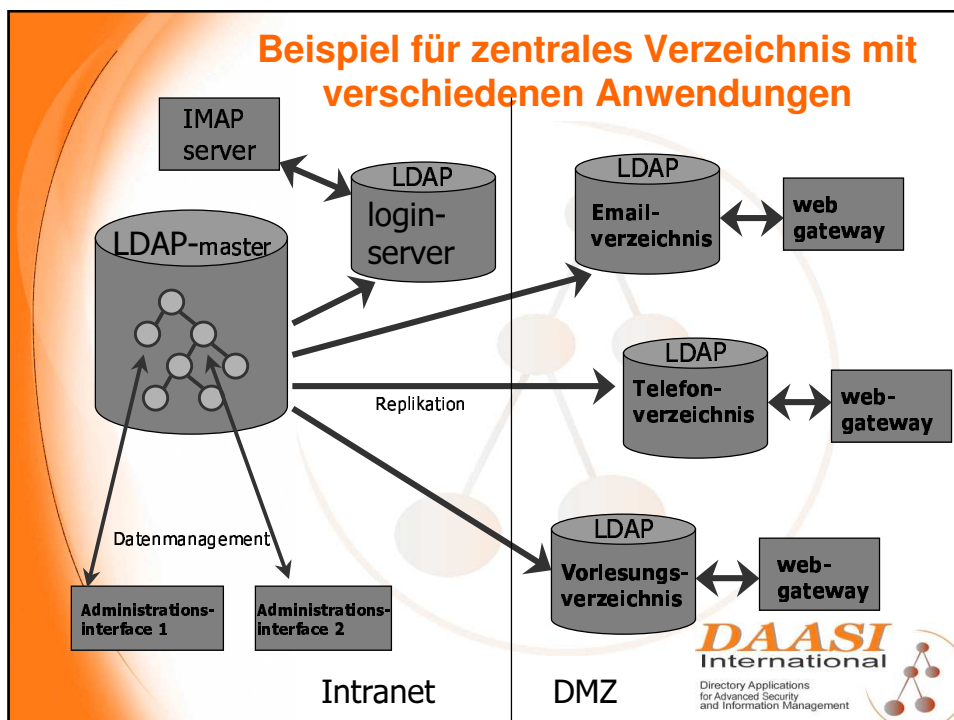 Beispiel für zentrales Verzeichnis mit
verschiedenen Anwendungen
IMAP
server
LDAP
login-
server
LDAP-master
LDAP
Email-
verzeichnis
web
gateway
LDAP
Telefon-
verzeichnis
web-
gateway
Replikation
LDAP
Vorlesungs-
verzeichnis
web-
gateway
Datenmanagement
Administrations-
interface 1
Administrations-
interface 2
Intranet
DMZ
DAASI
International
Directory Applications
for Advanced Security
and Information Management